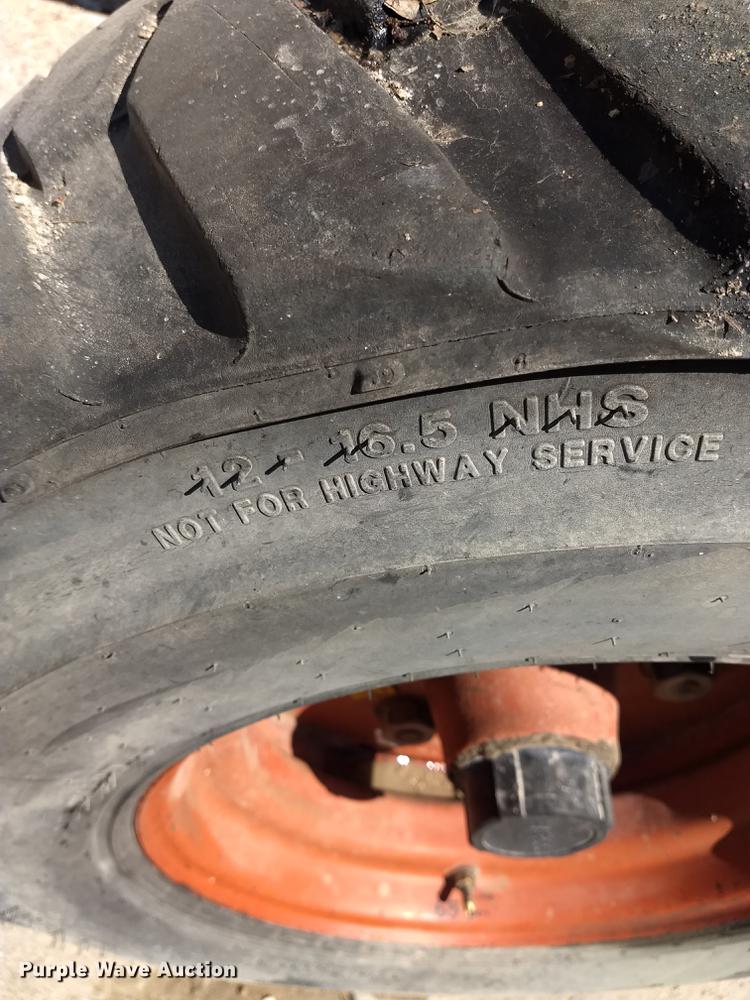 12 - 16.5 NHS
NOT FOR HIGHWAY SERVICE
Purple Wave Auction